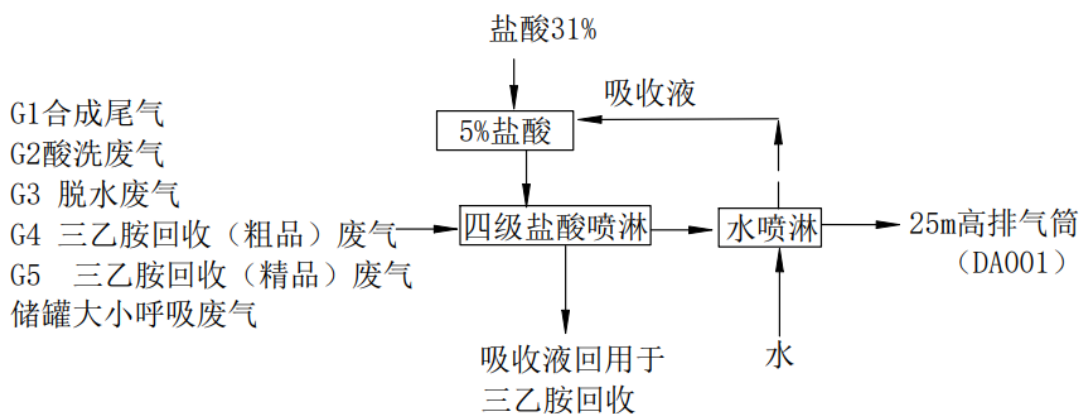 盐酸31%
吸收液
5%盐酸
G1合成尾气
G2酸洗废气
G3 脱水废气
G4 三乙胺回收（粗品）废气
G5 三乙胺回收（精品）废气
储罐大小呼吸废气
四级盐酸喷淋
水喷淋
25m高排气筒
（DA001）
吸收液回用于
三乙胺回收
水